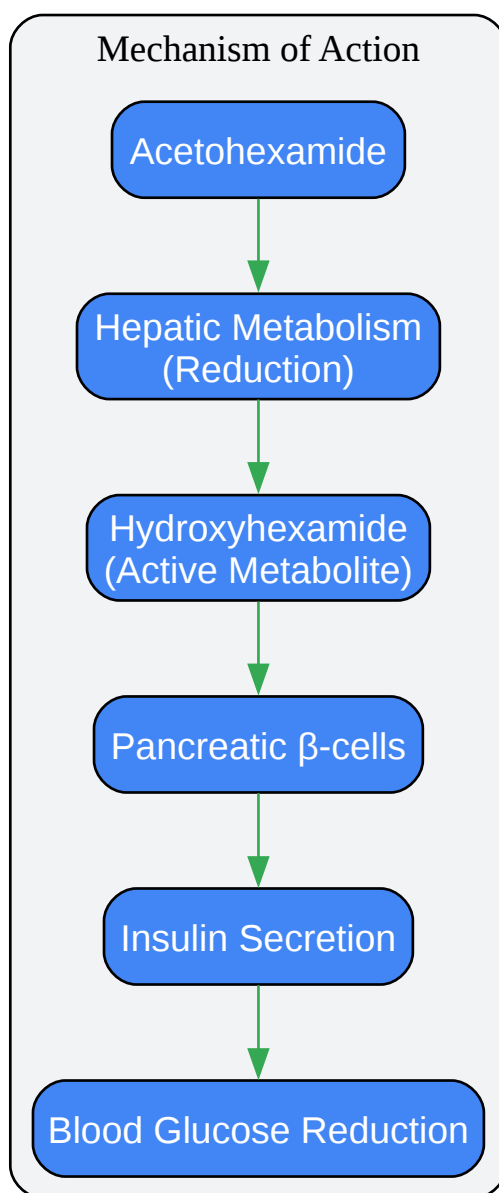 Mechanism of Action
Acetohexamide
Hepatic Metabolism
(Reduction)
Hydroxyhexamide
(Active Metabolite)
Pancreatic β-cells
Insulin Secretion
Blood Glucose Reduction